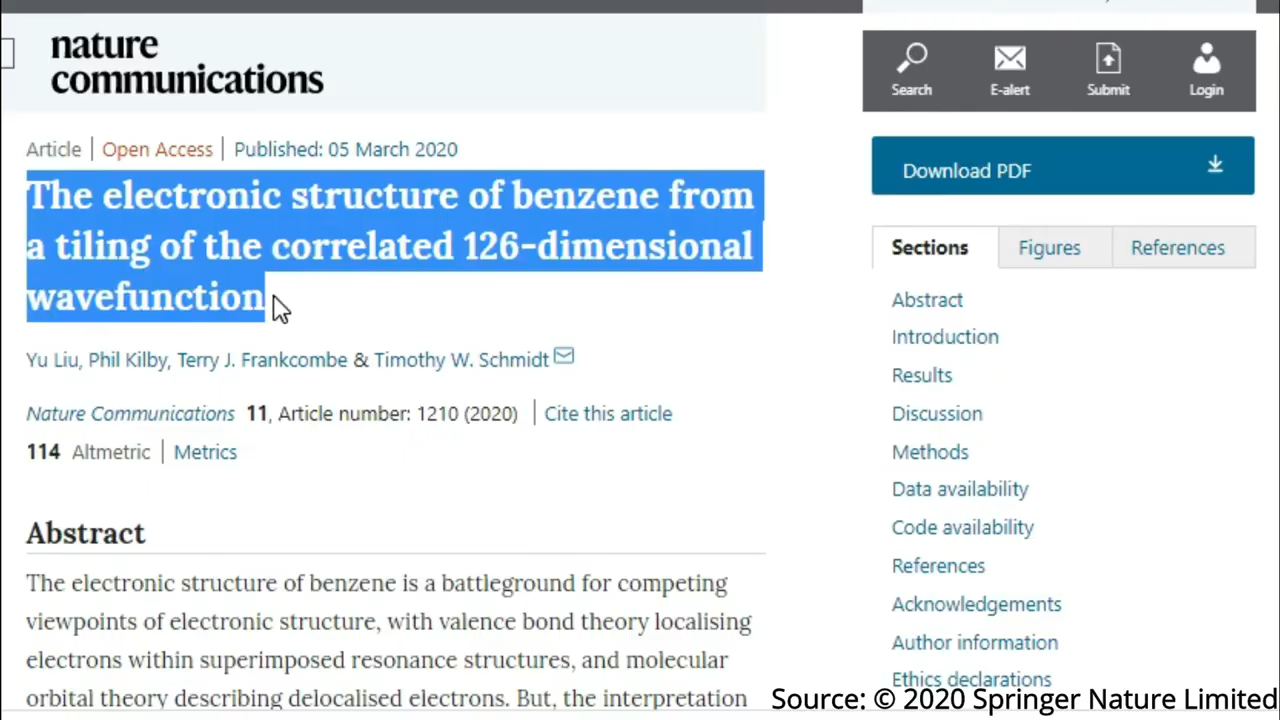 nature
communications
Search
E-alert
Submit
Login
Article | Open Access | Published: 05 March 2020
Download PDF
The electronic structure of benzene from
a tiling of the correlated 126-dimensional
wavefunction
Yu Liu, Phil Kilby, Terry J. Frankcombe & Timothy W. Schmidt
Nature Communications 11, Article number: 1210 (2020) | Cite this article
114 Altmetric | Metrics
Abstract
The electronic structure of benzene is a battleground for competing
viewpoints of electronic structure, with valence bond theory localising
electrons within superimposed resonance structures, and molecular
orbital theory describing delocalised electrons. But, the interpretation
Sections
Figures
References
Abstract
Introduction
Results
Discussion
Methods
Data availability
Code availability
References
Acknowledgements
Author information
Ethics declarations
Source: © 2020 Springer Nature Limited